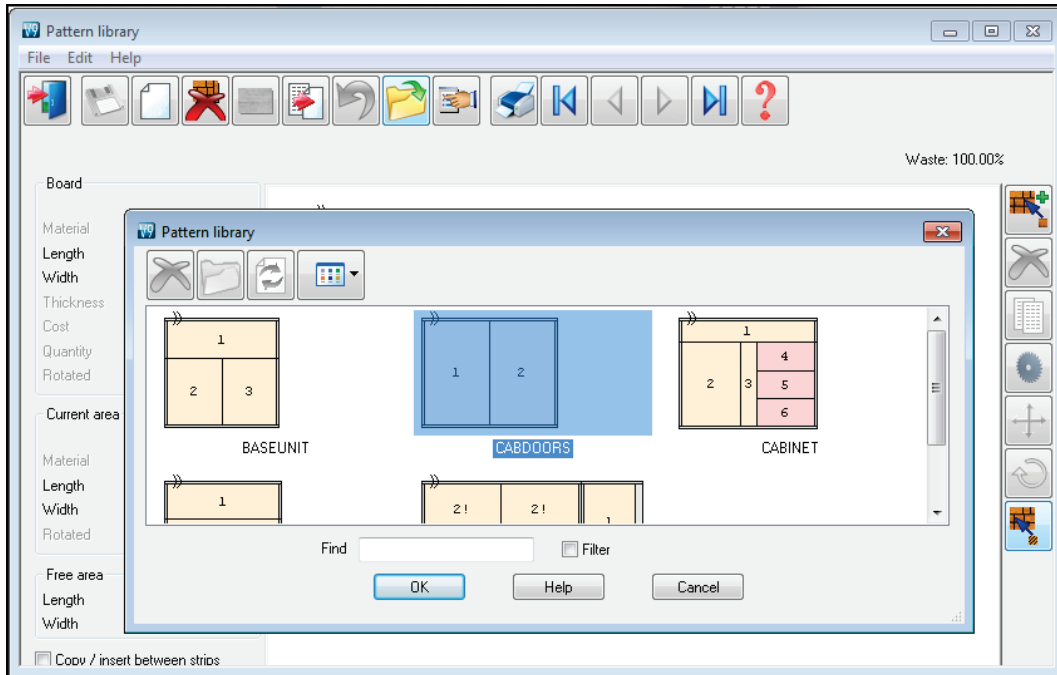 V9 Pattern library
File Edit Help
Waste: 100.00%
Board
Material
Length
Width
Thickness
Cost
Quantity
Rotated
Current area
Material
Length
Width
Rotated
Free area
Length
Width
Copy / insert between strips
V9 Pattern library
1
2 3
BASEUNIT
1 2
CABDOORS
1
2 3 4
5
6
CABINET
1
2! 2! 1
Find
Filter
OK Help Cancel